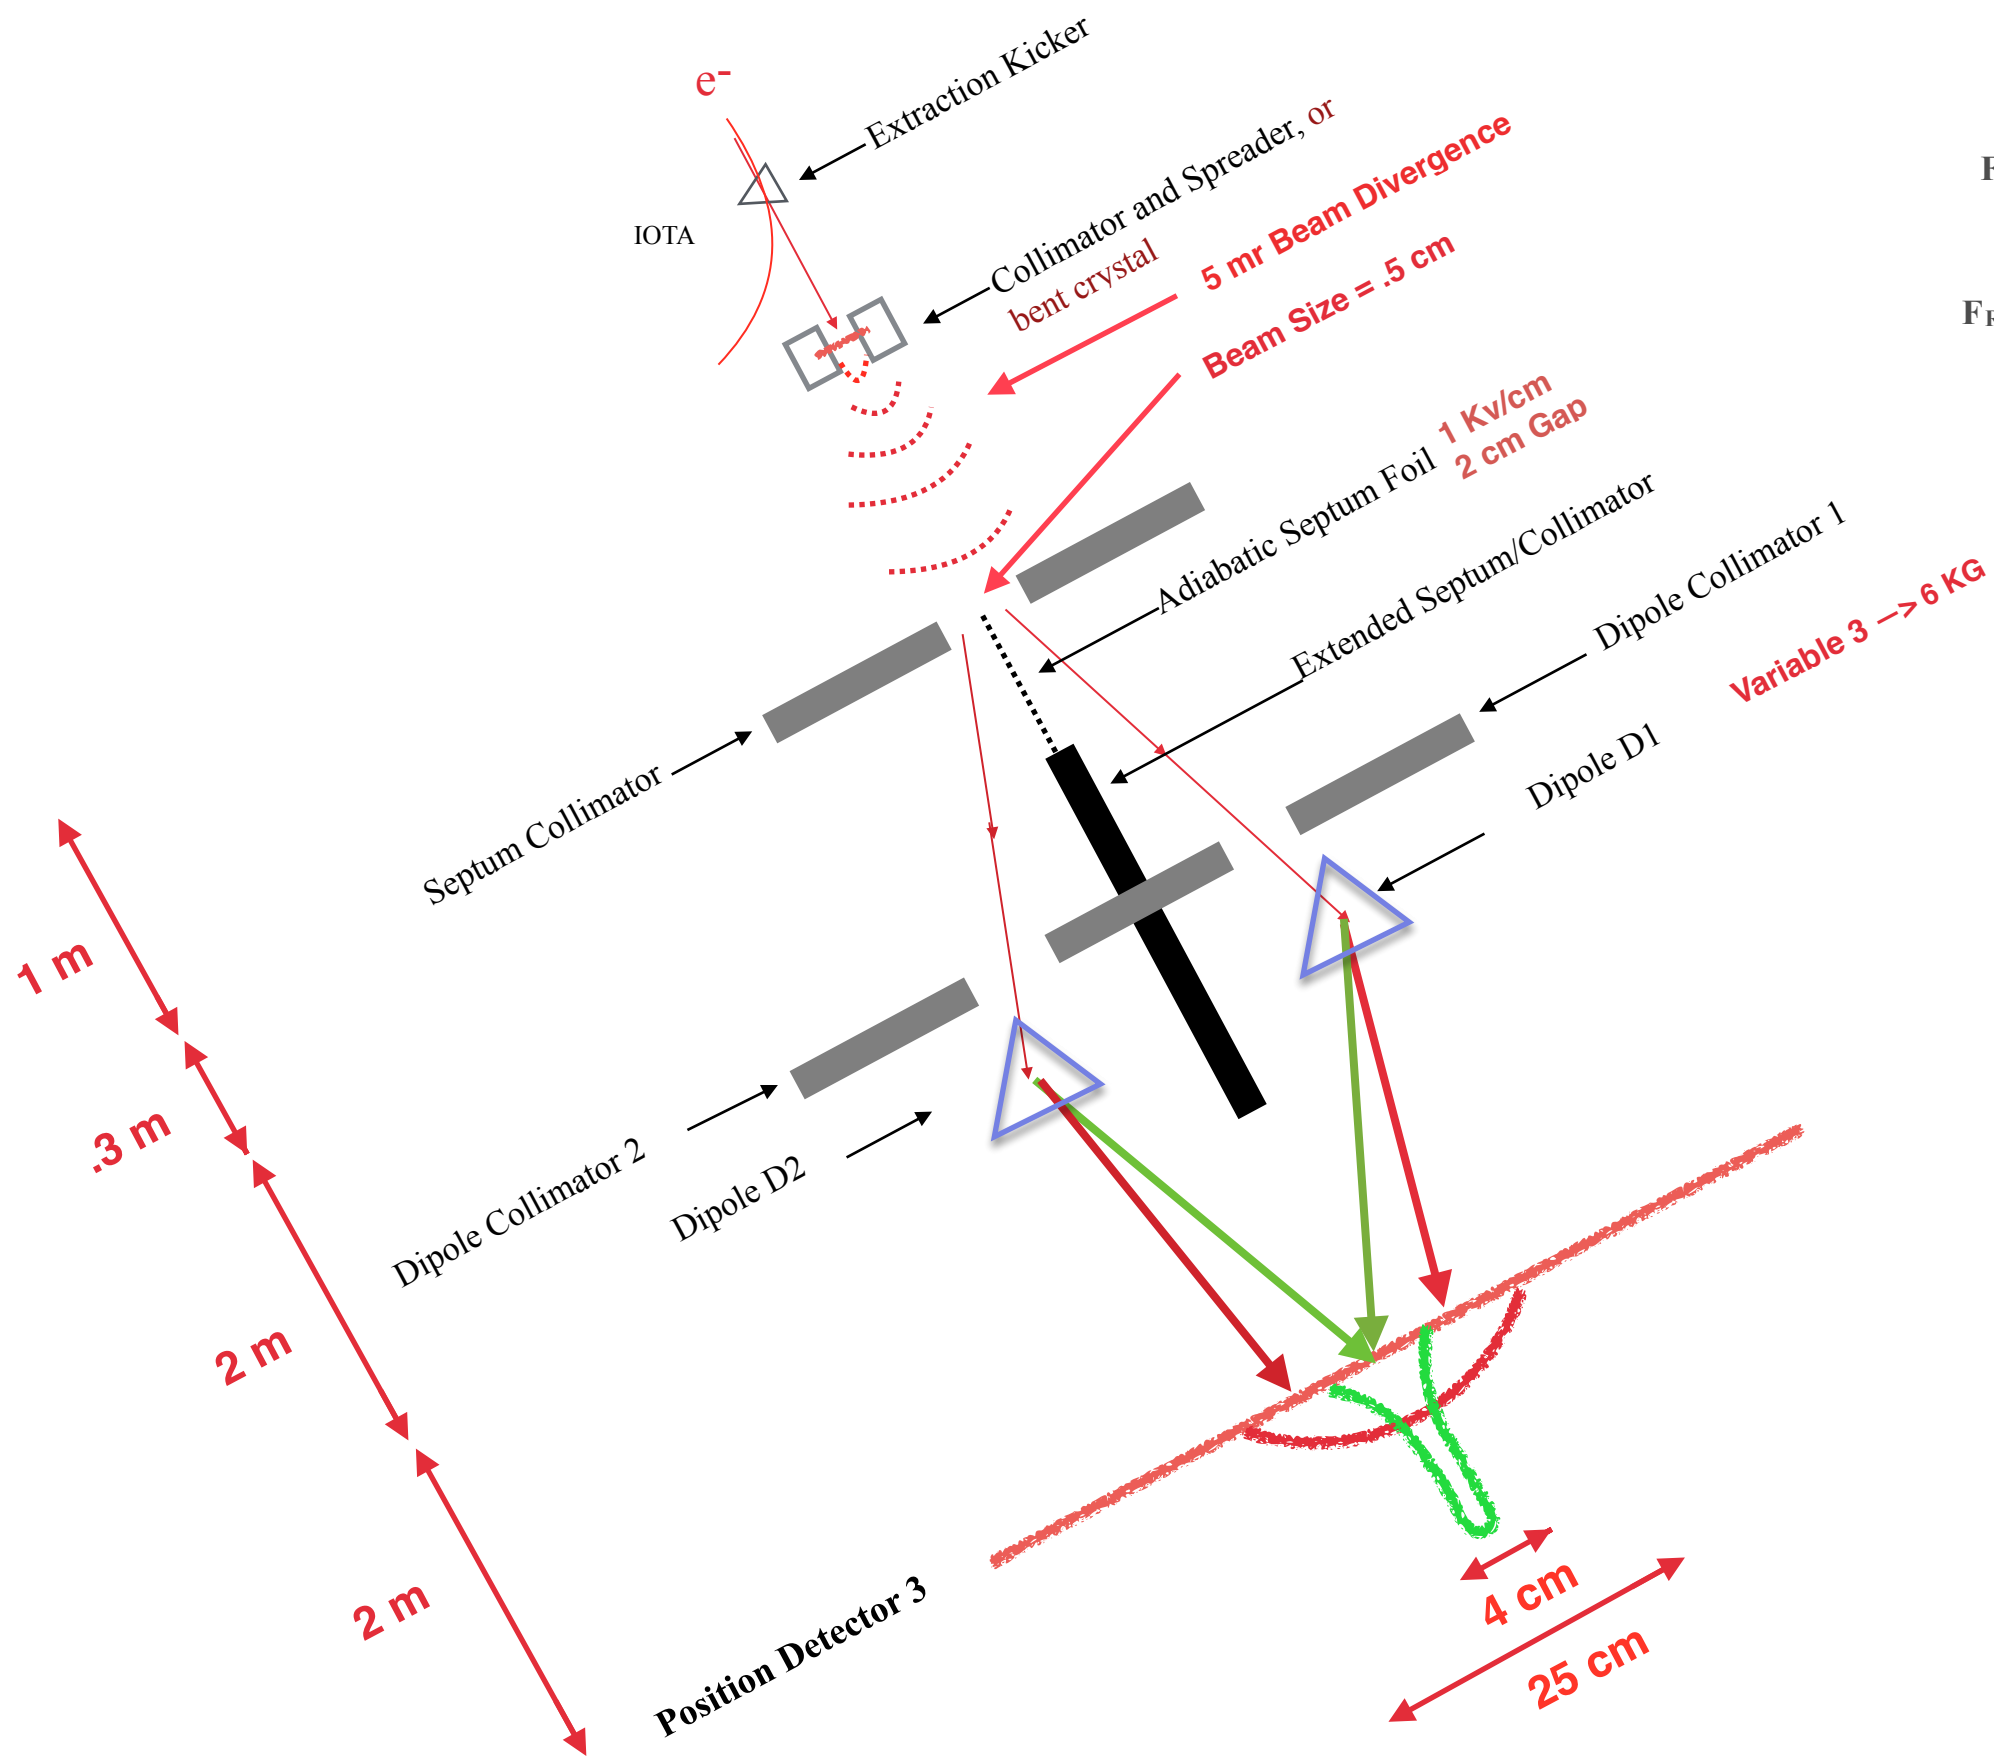 e-
Extraction Kicker
IOTA
Collimator and Spreader, or
bent crystal
5 mr Beam Divergence
Beam Size = .5 cm
1 Kv/cm
2 cm Gap
Adiabatic Septum Foil
Extended Septum/Collimator
Dipole Collimator 1
Variable 3 —> 6 KG
Dipole D1
Septum Collimator
1 m
.3 m
2 m
2 m
Dipole Collimator 2
Dipole D2
Position Detector 3
4 cm
25 cm